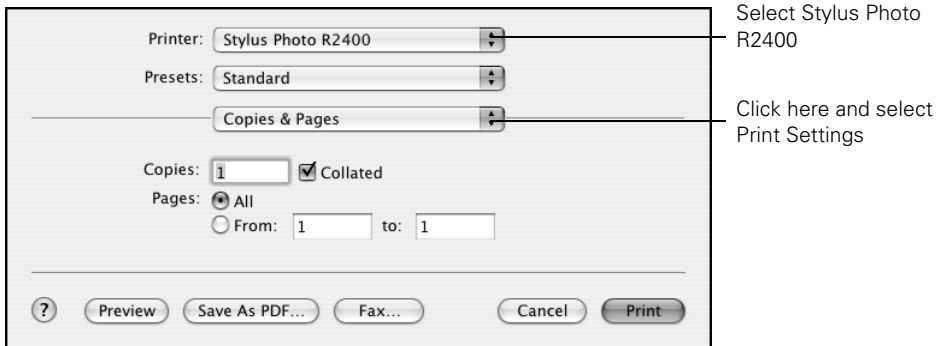 Printer: Stylus Photo R2400
Select Stylus Photo
R2400
Presets: Standard
Copies & Pages
Click here and select
Print Settings
Copies: 1 Collated
Pages: All
From: 1 to: 1
? Preview Save As PDF... Fax... Cancel Print